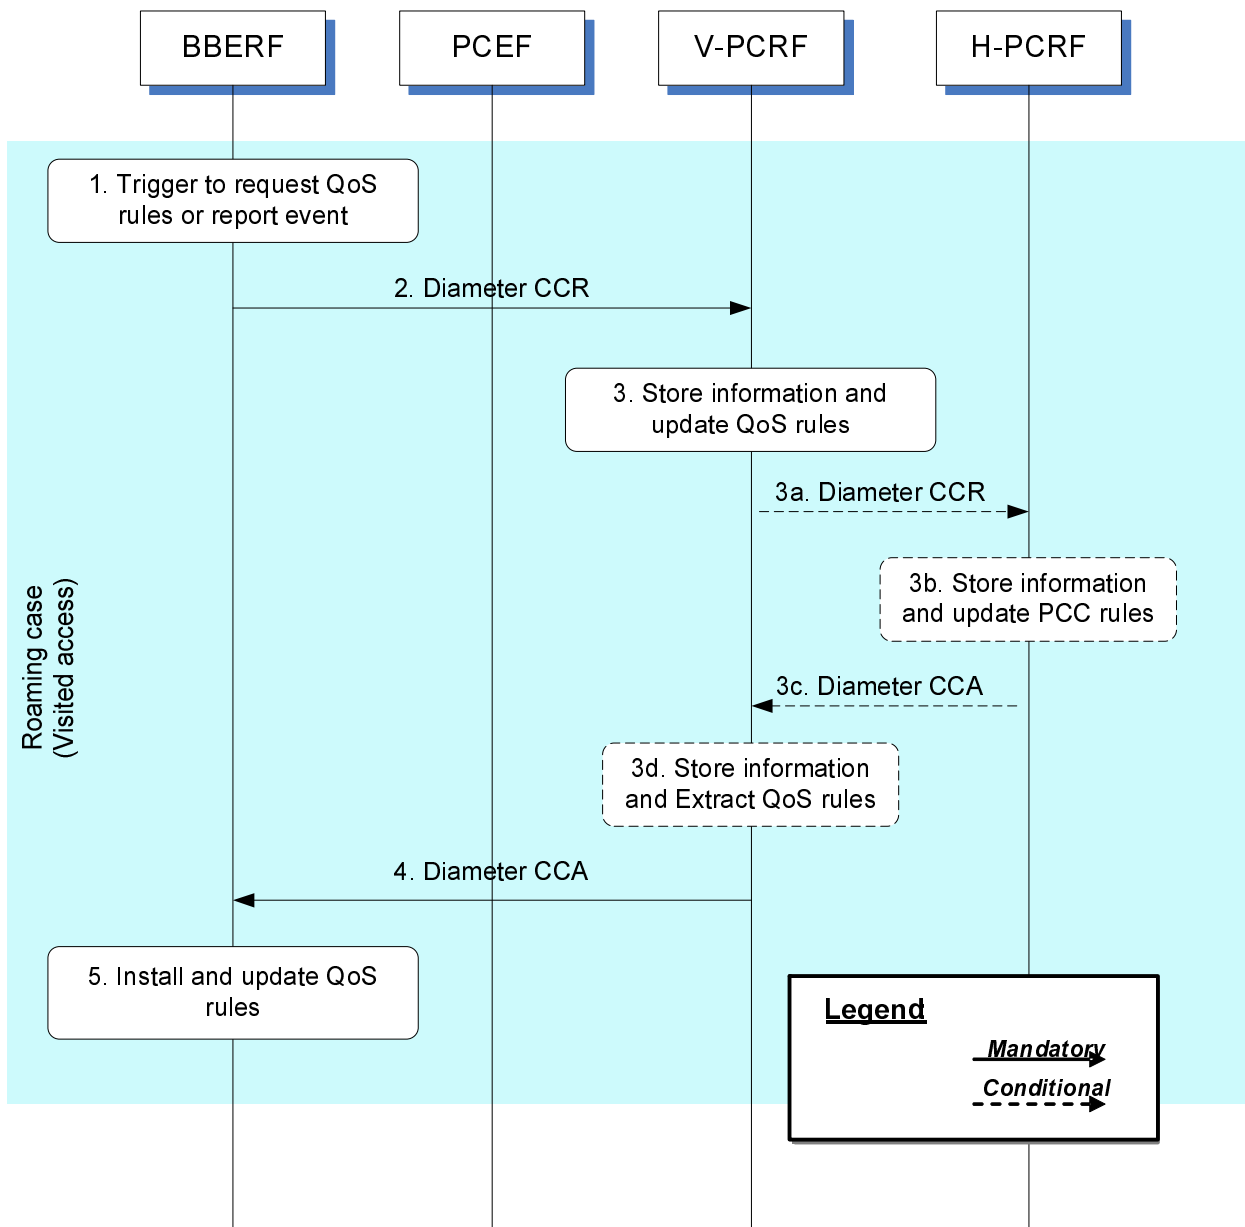 BBERF
PCEF
V-PCRF
H-PCRF
1. Trigger to request QoS
rules or report event
2. Diameter CCR
3. Store information and
update QoS rules
3a. Diameter CCR
3b. Store information
and update PCC rules
3c. Diameter CCA
3d. Store information
and Extract QoS rules
Roaming case
(Visited access)
4. Diameter CCA
5. Install and update QoS
rules
Legend:
Mandatory
Conditional